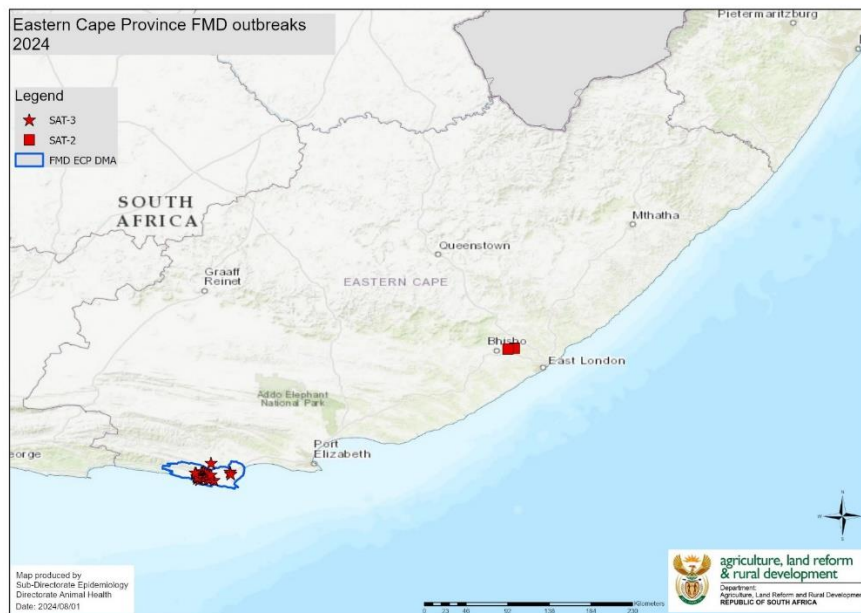 Eastern Cape Province FMD outbreaks
2024
Legend
SAT-3
SAT-2
FMD ECP DMA
Pietermaritzburg
SOUTH
AFRICA
Mthatha
Queenstown
Graaff
Reinet
EASTERN CAPE
Bhisho
East London
Addo Elephant
National Park
Port
Elizabeth
eorge
N
W
S
Map produced by
Sub-Directorate Epidemiology
Directorate Animal Health
Date: 2024/08/01
Kilometers
agriculture, land reform
& rural development
Department:
Agriculture, Land Reform and Rural Developmen
REPUBLIC OF SOUTH AFRICA